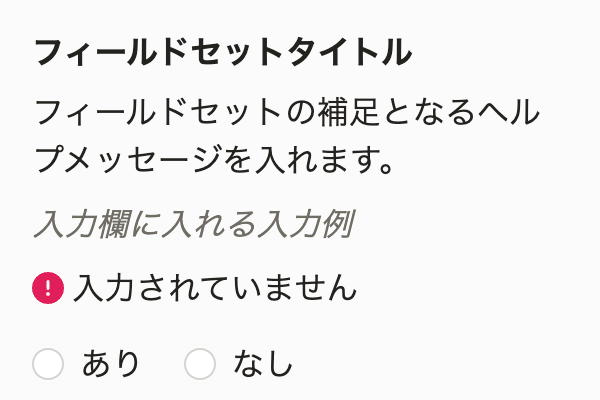 フィールドセットタイトル
フィールドセットの補足となるヘル
プメッセージを入れます。
入力欄に入れる入力例
入力されていません
あり なし